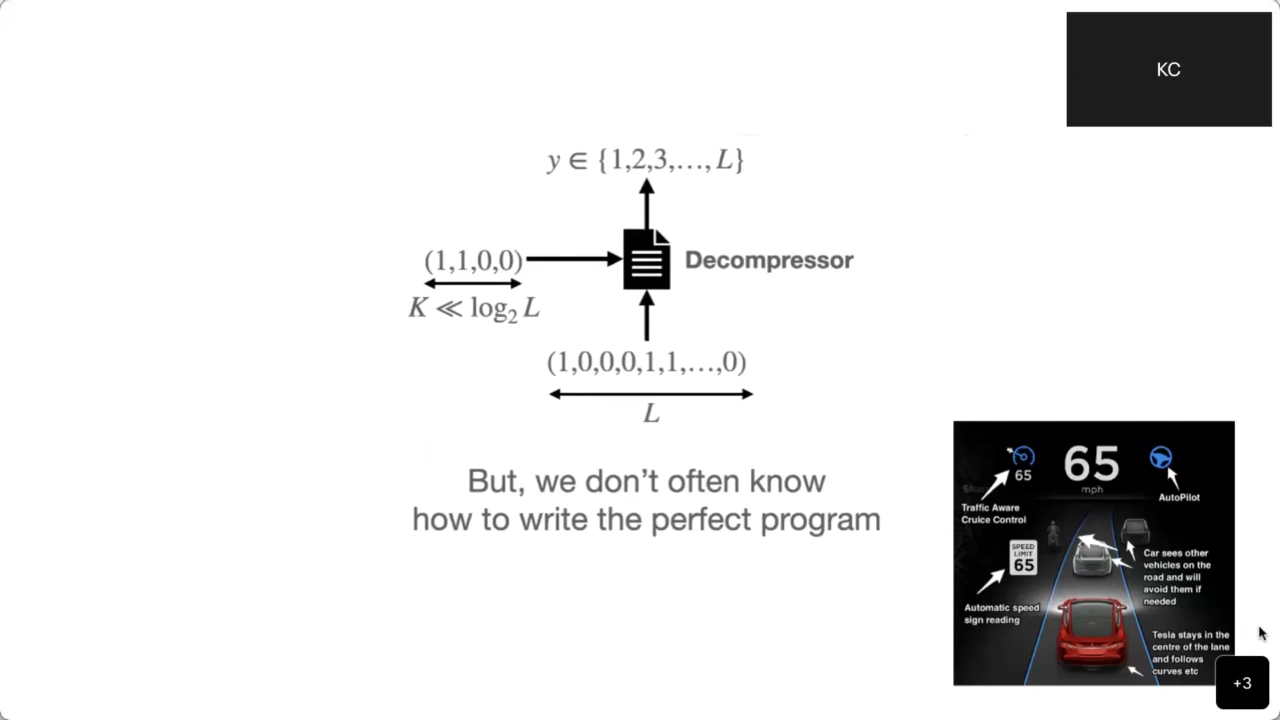 KC
y ∈ {1,2,3,…, L}
(1,1,0,0)
Decompressor
K ≪ log₂ L
(1,0,0,0,1,1,…,0)
L
But, we don't often know
how to write the perfect program
65
65
mph
AutoPilot
Traffic Aware
Cruice Control
SPEED
LIMIT
65
Car sees other
vehicles on the
road and will
avoid them if
needed
Automatic speed
sign reading
Tesla stays in the
centre of the lane
and follows
curves etc
+3